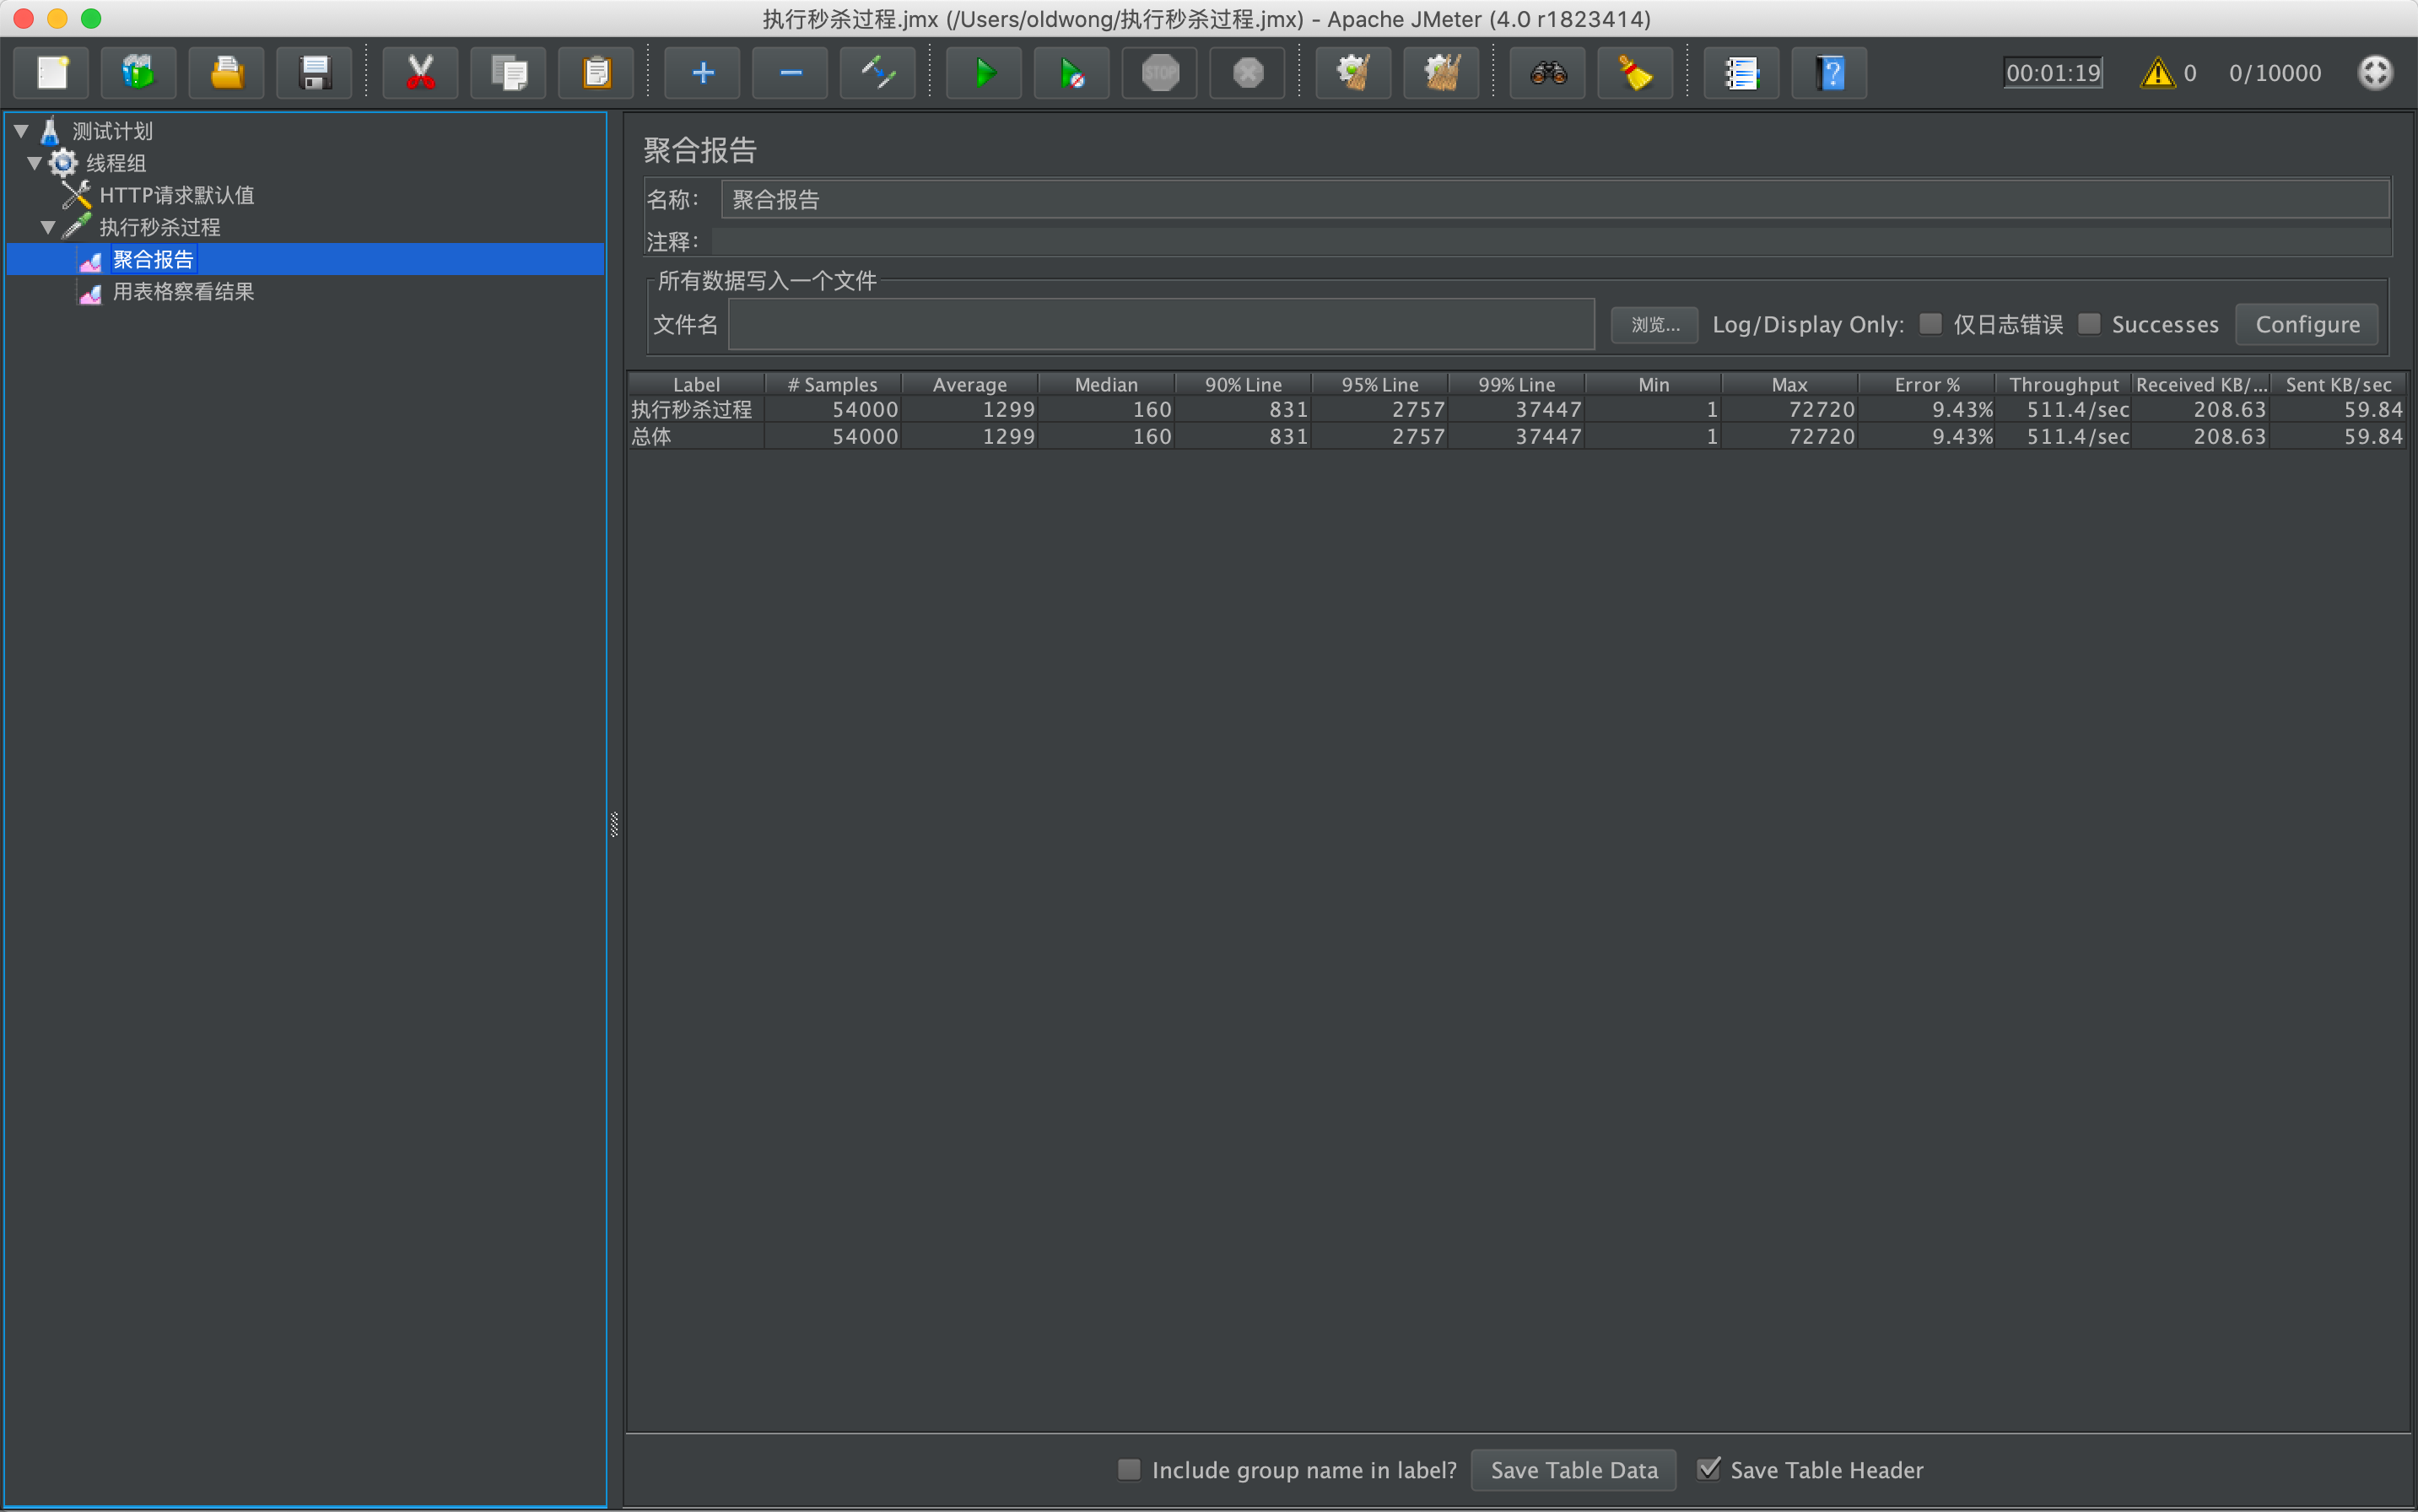 执行秒杀过程.jmx (/Users/oldwong/执行秒杀过程.jmx) - Apache JMeter (4.0 r1823414)
STOP
00:01:19 0 0/10000
测试计划
线程组
HTTP请求默认值
执行秒杀过程
聚合报告
用表格察看结果
聚合报告
名称: 聚合报告
注释:
所有数据写入一个文件
文件名 浏览... Log/Display Only: 仅日志错误 Successes Configure
Label # Samples Average Median 90% Line 95% Line 99% Line Min Max Error % Throughput Received KB/... Sent KB/sec
执行秒杀过程 54000 1299 160 831 2757 37447 1 72720 9.43% 511.4/sec 208.63 59.84
总体 54000 1299 160 831 2757 37447 1 72720 9.43% 511.4/sec 208.63 59.84
Include group name in label? Save Table Data Save Table Header